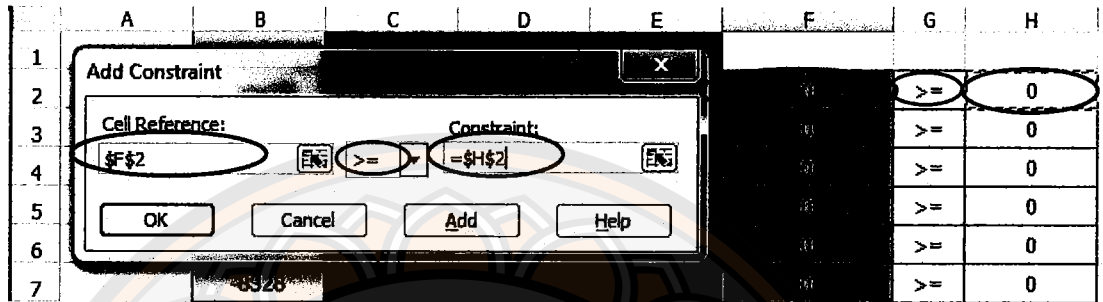 A B C D E F G H
1
Add Constraint X
2 >= 0
Cell Reference: Constraint:
3 >= 0
$F$2 >= =$H$2
4 >= 0
5 >= 0
OK Cancel Add Help
6 >= 0
7 >= 0